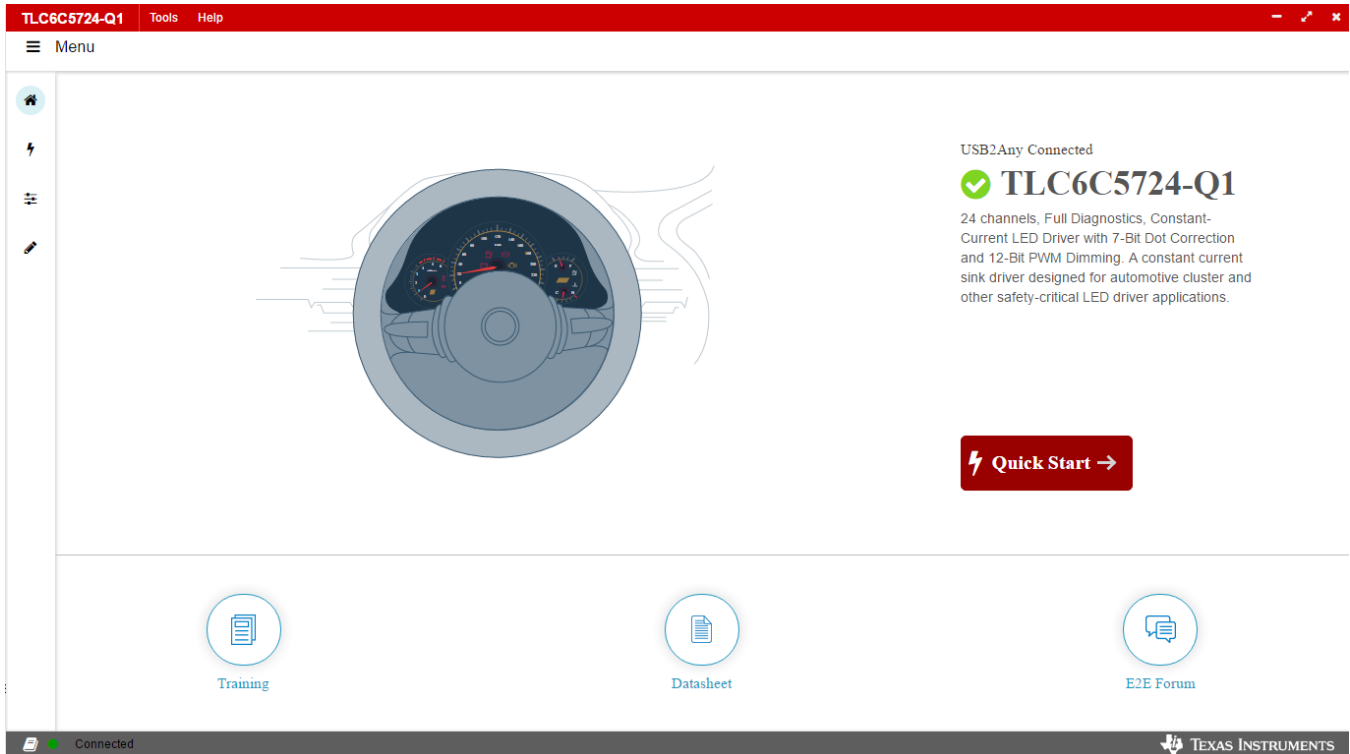 TLC6C5724-Q1 Tools Help
Menu
USB2Any Connected
TLC6C5724-Q1
24 channels, Full Diagnostics, Constant-
Current LED Driver with 7-Bit Dot Correction
and 12-Bit PWM Dimming. A constant current
sink driver designed for automotive cluster and
other safety-critical LED driver applications.
Quick Start
Training
Datasheet
E2E Forum
Connected
TEXAS INSTRUMENTS